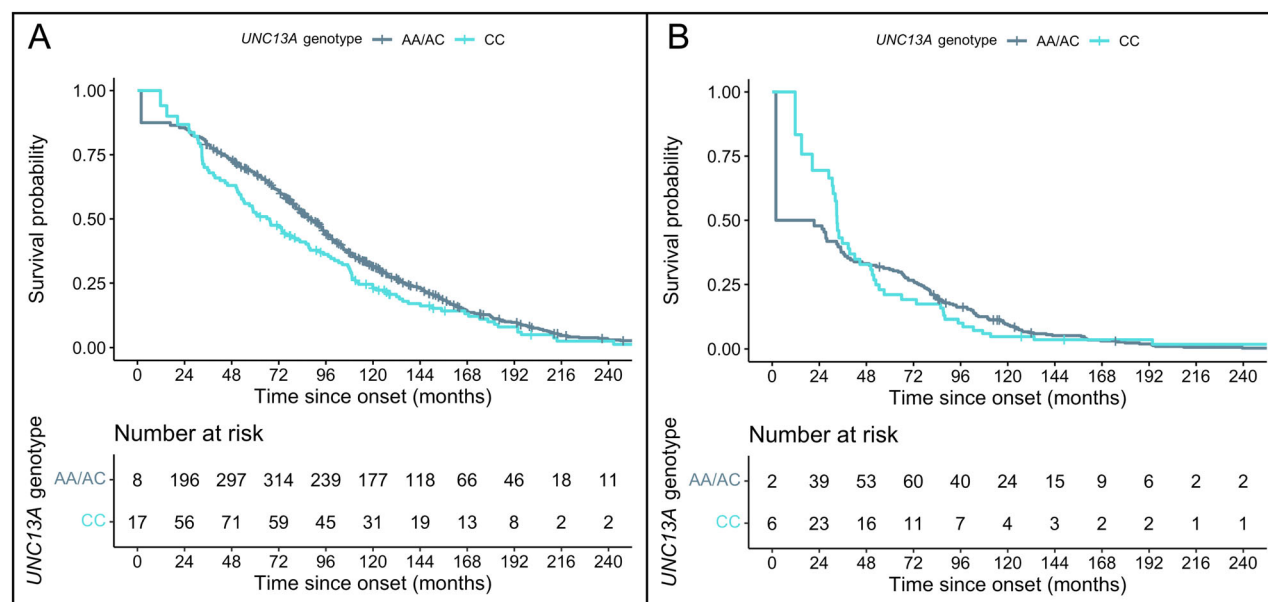 A
UNC13A genotype AA/AC CC
Survival probability
1.00
0.75
0.50
0.25
0.00
0 24 48 72 96 120 144 168 192 216 240
Time since onset (months)
UNC13A genotype
Number at risk
AA/AC 8 196 297 314 239 177 118 66 46 18 11
CC 17 56 71 59 45 31 19 13 8 2 2
0 24 48 72 96 120 144 168 192 216 240
Time since onset (months)
B
UNC13A genotype AA/AC CC
Survival probability
1.00
0.75
0.50
0.25
0.00
0 24 48 72 96 120 144 168 192 216 240
Time since onset (months)
UNC13A genotype
Number at risk
AA/AC 2 39 53 60 40 24 15 9 6 2 2
CC 6 23 16 11 7 4 3 2 2 1 1
0 24 48 72 96 120 144 168 192 216 240
Time since onset (months)